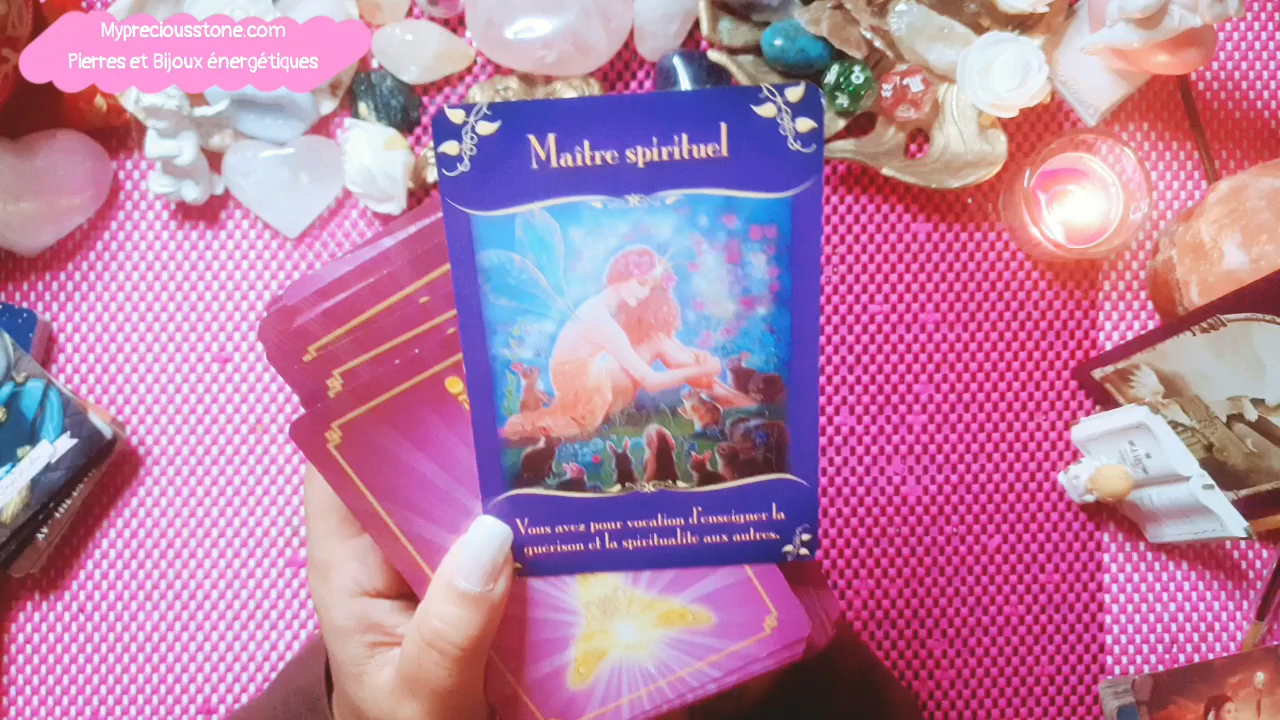 Mypreciousstone.com
Pierres et Bijoux énergétiques
Maître spirituel
Vous avez pour vocation d'enseigner la
guérison et la spiritualité aux autres.